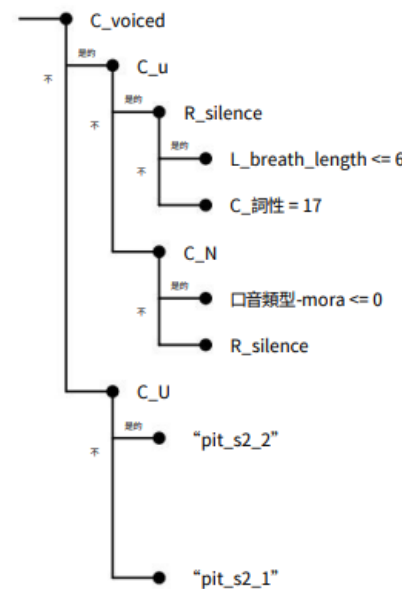 C_voiced
是的
C_u
不
是的
R_silence
不
是的
L_breath_length <= 6
不
C_詞性 = 17
C_N
是的
口音類型-mora <= 0
不
R_silence
C_U
是的
“pit_s2_2”
不
“pit_s2_1”